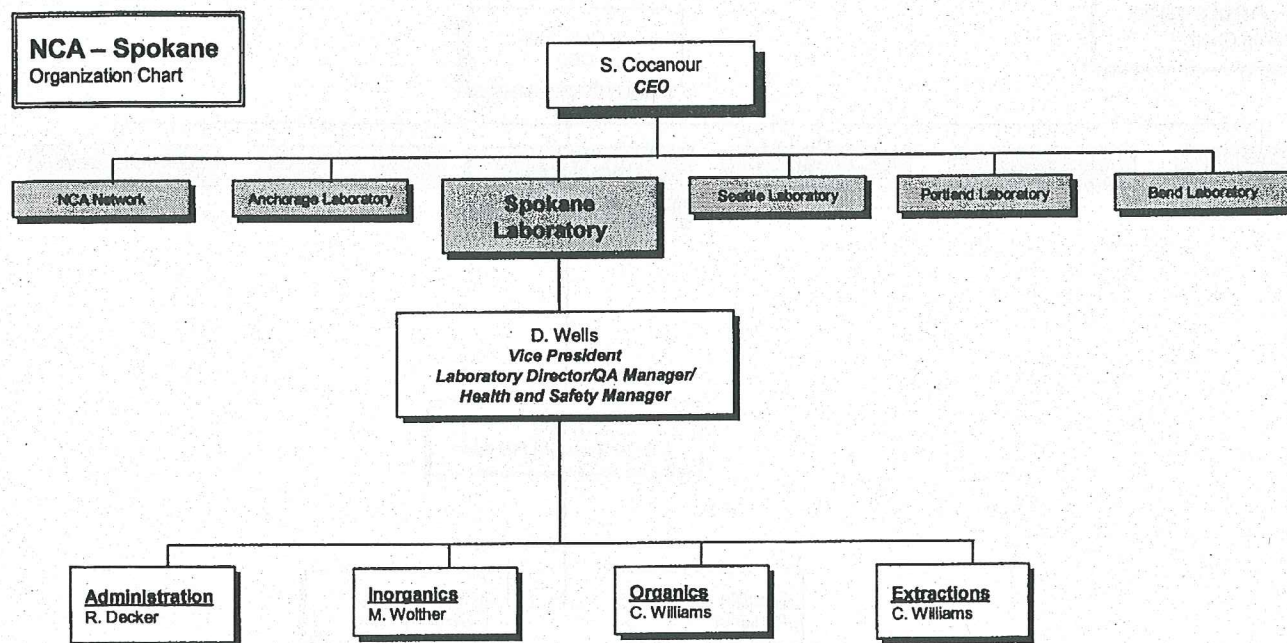 NCA – Spokane
Organization Chart
S. Cocanour
CEO
NCA Network
Anchorage Laboratory
Spokane
Laboratory
Seattle Laboratory
Portland Laboratory
Bend Laboratory
D. Wells
Vice President
Laboratory Director/QA Manager/
Health and Safety Manager
Administration
R. Decker
Inorganics
M. Wolther
Organics
C. Williams
Extractions
C. Williams